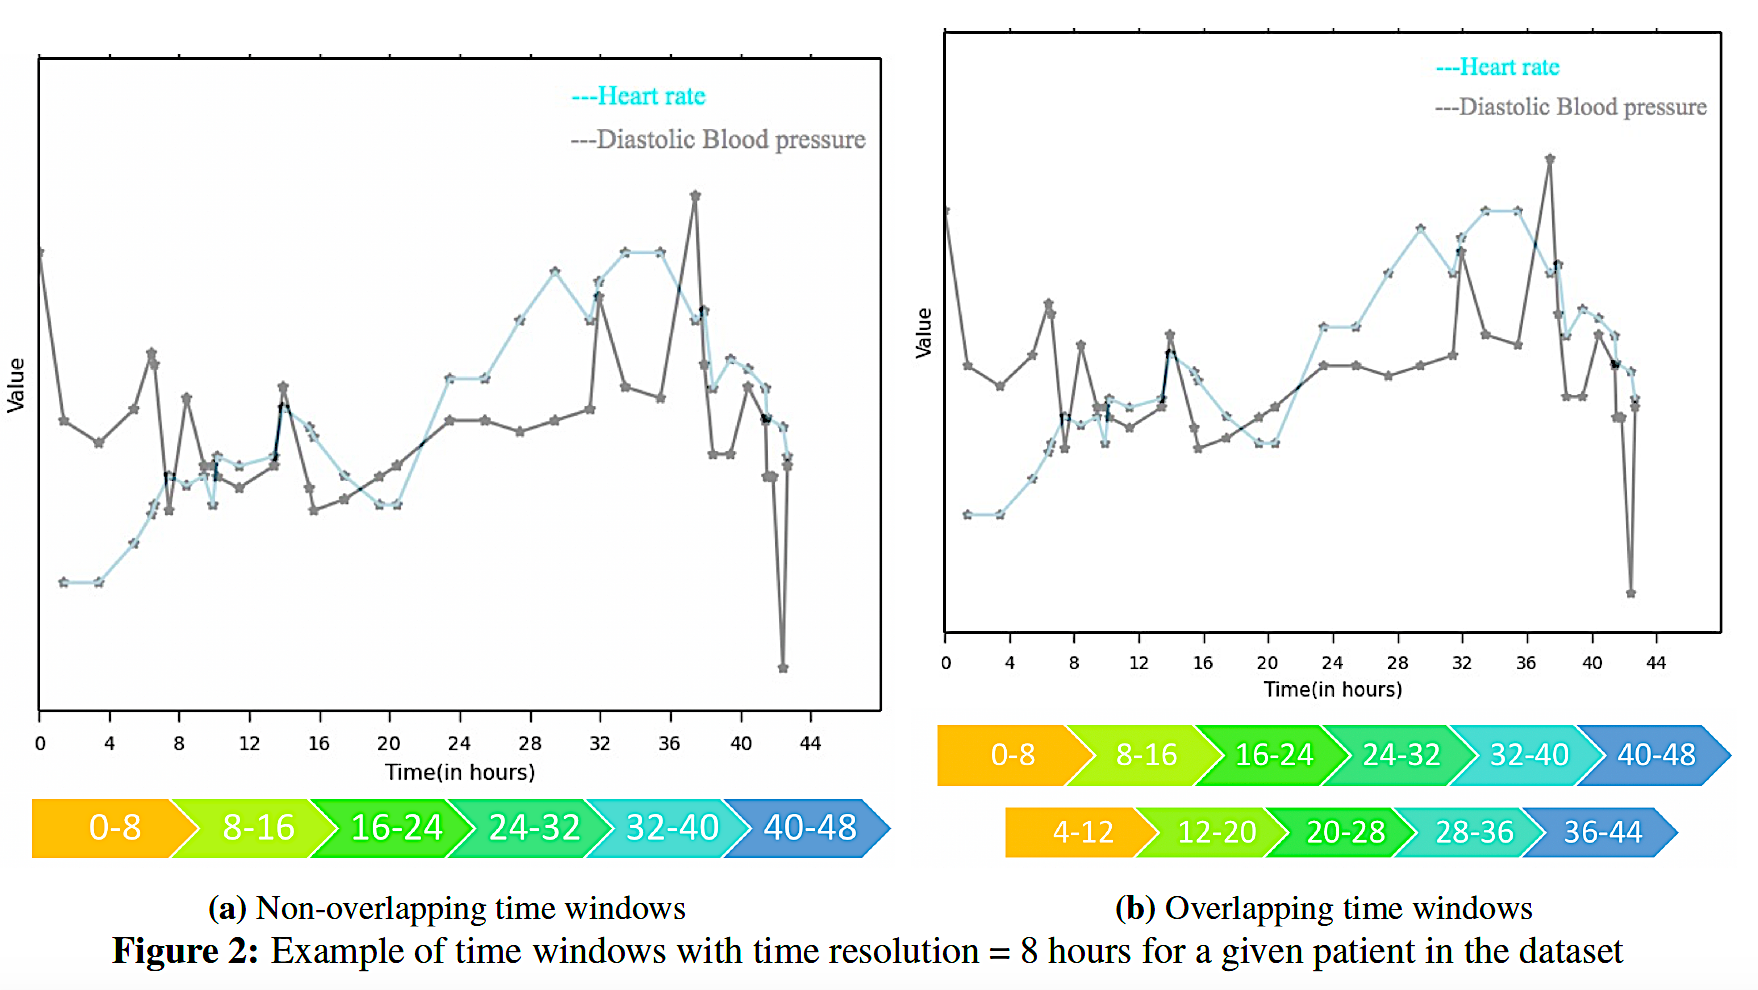 ---Heart rate
---Diastolic Blood pressure
Value
0 4 8 12 16 20 24 28 32 36 40 44
Time(in hours)
0-8 8-16 16-24 24-32 32-40 40-48
(a) Non-overlapping time windows
---Heart rate
---Diastolic Blood pressure
Value
0 4 8 12 16 20 24 28 32 36 40 44
Time(in hours)
0-8 8-16 16-24 24-32 32-40 40-48
4-12 12-20 20-28 28-36 36-44
(b) Overlapping time windows
Figure 2: Example of time windows with time resolution = 8 hours for a given patient in the dataset